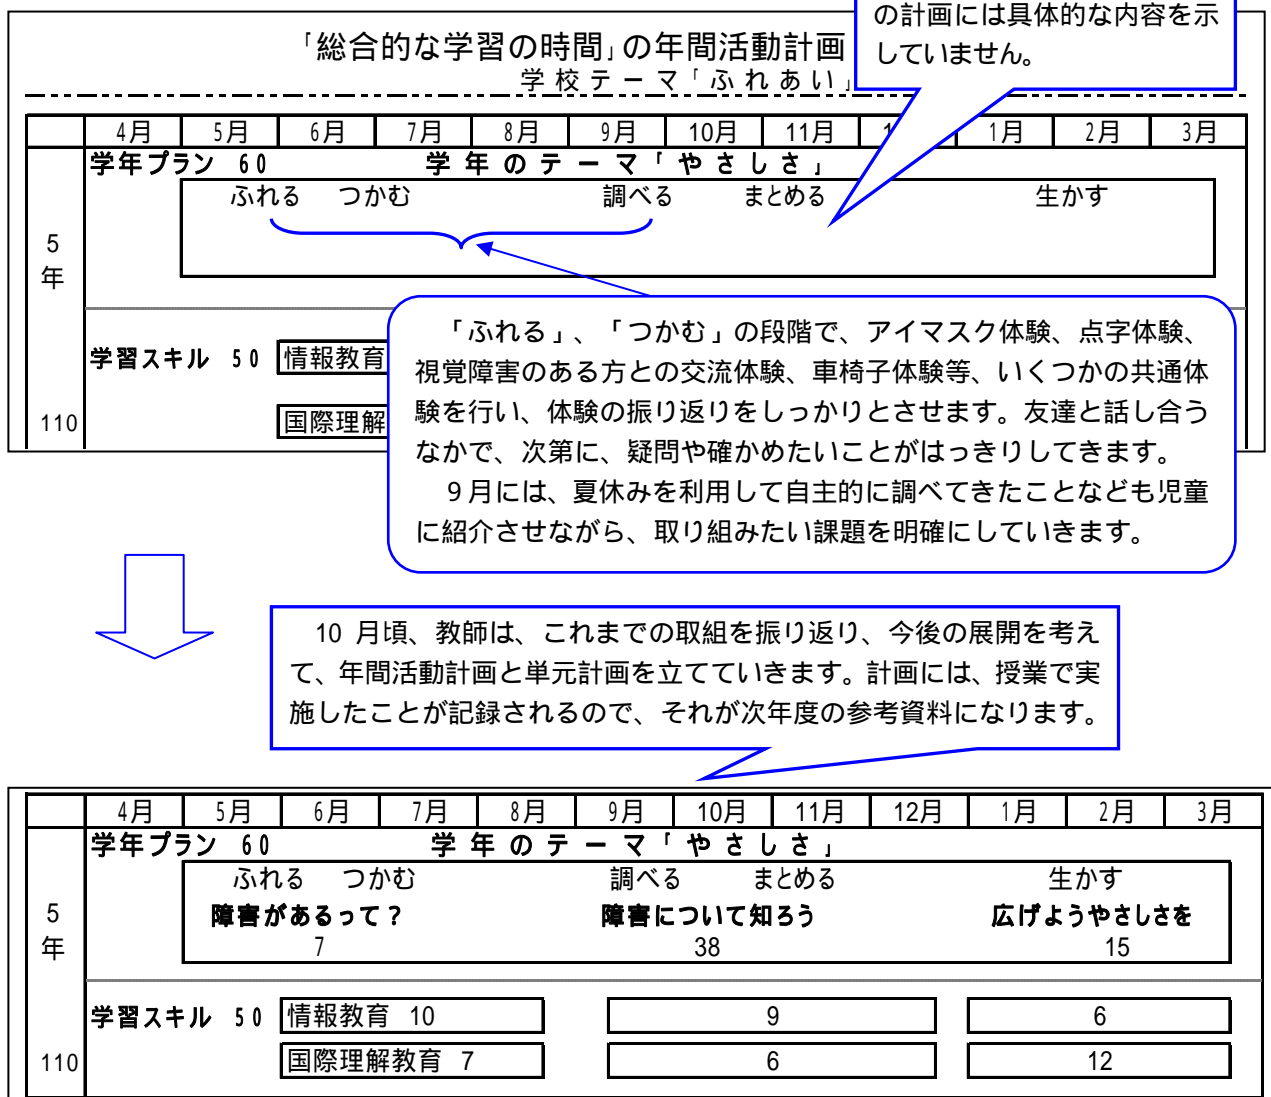 の計画には具体的な内容を示
していません。
「総合的な学習の時間」の年間活動計画
学校テーマ「ふれあい」
4月 5月 6月 7月 8月 9月 10月 11月 1月 2月 3月
学年プラン 60 学年のテーマ「やさしさ」
ふれる つかむ 調べる まとめる 生かす
5
年
学習スキル 50 情報教育
110 国際理解
「ふれる」、「つかむ」の段階で、アイマスク体験、点字体験、
視覚障害のある方との交流体験、車椅子体験等、いくつかの共通体
験を行い、体験の振り返りをしっかりとさせます。友達と話し合う
なかで、次第に、疑問や確かめたいことがはっきりしてきます。
9月には、夏休みを利用して自主的に調べてきたことなども児童
に紹介させながら、取り組みたい課題を明確にしていきます。
10 月頃、教師は、これまでの取組を振り返り、今後の展開を考え
て、年間活動計画と単元計画を立てていきます。計画には、授業で実
施したことが記録されるので、それが次年度の参考資料になります。
4月 5月 6月 7月 8月 9月 10月 11月 12月 1月 2月 3月
学年プラン 60 学年のテーマ「やさしさ」
ふれる つかむ 調べる まとめる 生かす
5 障害があるって？ 障害について知ろう 広げようやさしさを
年 7 38 15
学習スキル 50 情報教育 10 9 6
110 国際理解教育 7 6 12